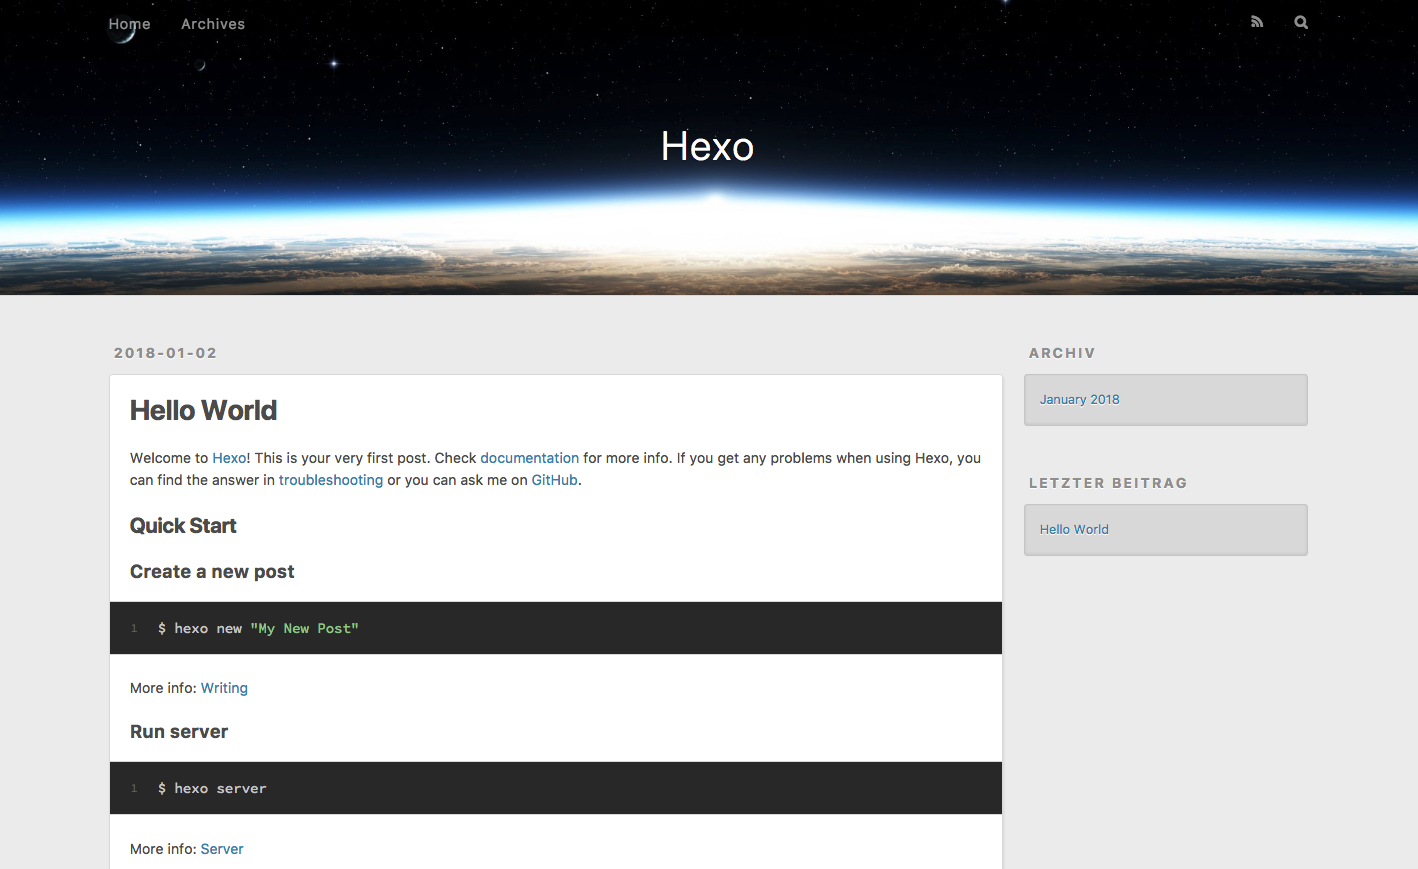 Home Archives
Hexo
2018-01-02
Hello World
Welcome to Hexo! This is your very first post. Check documentation for more info. If you get any problems when using Hexo, you
can find the answer in troubleshooting or you can ask me on GitHub.
Quick Start
Create a new post
1 $ hexo new "My New Post"
More info: Writing
Run server
1 $ hexo server
More info: Server
ARCHIV
January 2018
LETZTER BEITRAG
Hello World